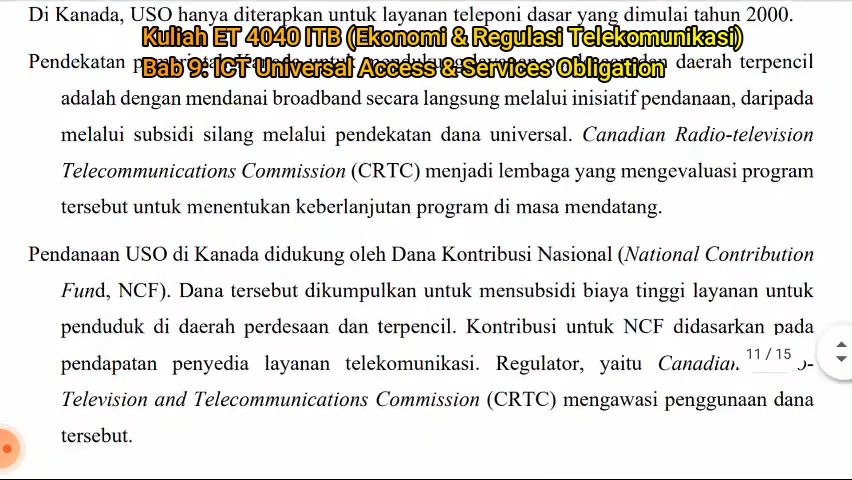 Di Kanada, USO hanya diterapkan untuk layanan teleponi dasar yang dimulai tahun 2000.
Kuliah ET 4040 ITB (Ekonomi & Regulasi Telekomunikasi)
Pendekatan daerah terpencil
Bab 9: ICT Universal Access & Services Obligation
adalah dengan mendanai broadband secara langsung melalui inisiatif pendanaan, daripada
melalui subsidi silang melalui pendekatan dana universal. Canadian Radio-television
Telecommunications Commission (CRTC) menjadi lembaga yang mengevaluasi program
tersebut untuk menentukan keberlanjutan program di masa mendatang.
Pendanaan USO di Kanada didukung oleh Dana Kontribusi Nasional (National Contribution
Fund, NCF). Dana tersebut dikumpulkan untuk mensubsidi biaya tinggi layanan untuk
penduduk di daerah perdesaan dan terpencil. Kontribusi untuk NCF didasarkan pada
11 / 15
pendapatan penyedia layanan telekomunikasi. Regulator, yaitu Canadian
Television and Telecommunications Commission (CRTC) mengawasi penggunaan dana
tersebut.